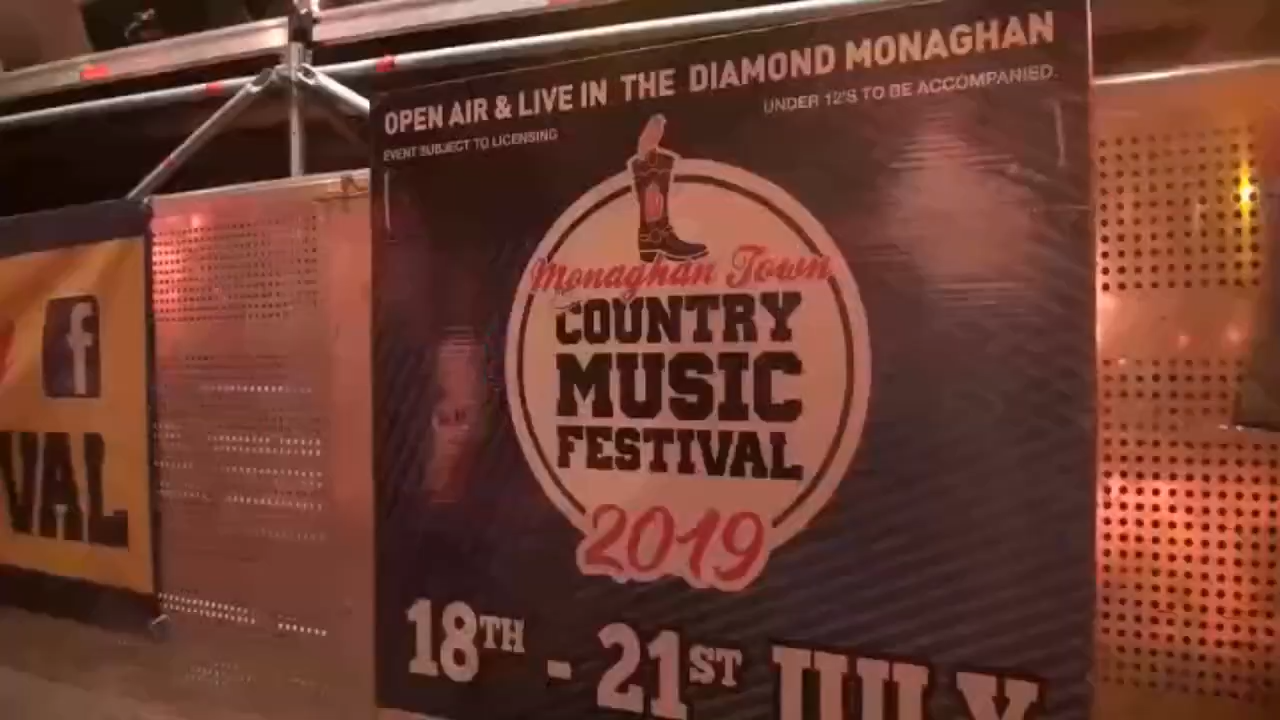 OPEN AIR & LIVE IN THE DIAMOND MONAGHAN
EVENT SUBJECT TO LICENSING
UNDER 12'S TO BE ACCOMPANIED.
Monaghan Town
COUNTRY
MUSIC
FESTIVAL
2019
18TH - 21ST JULY
f
VAL